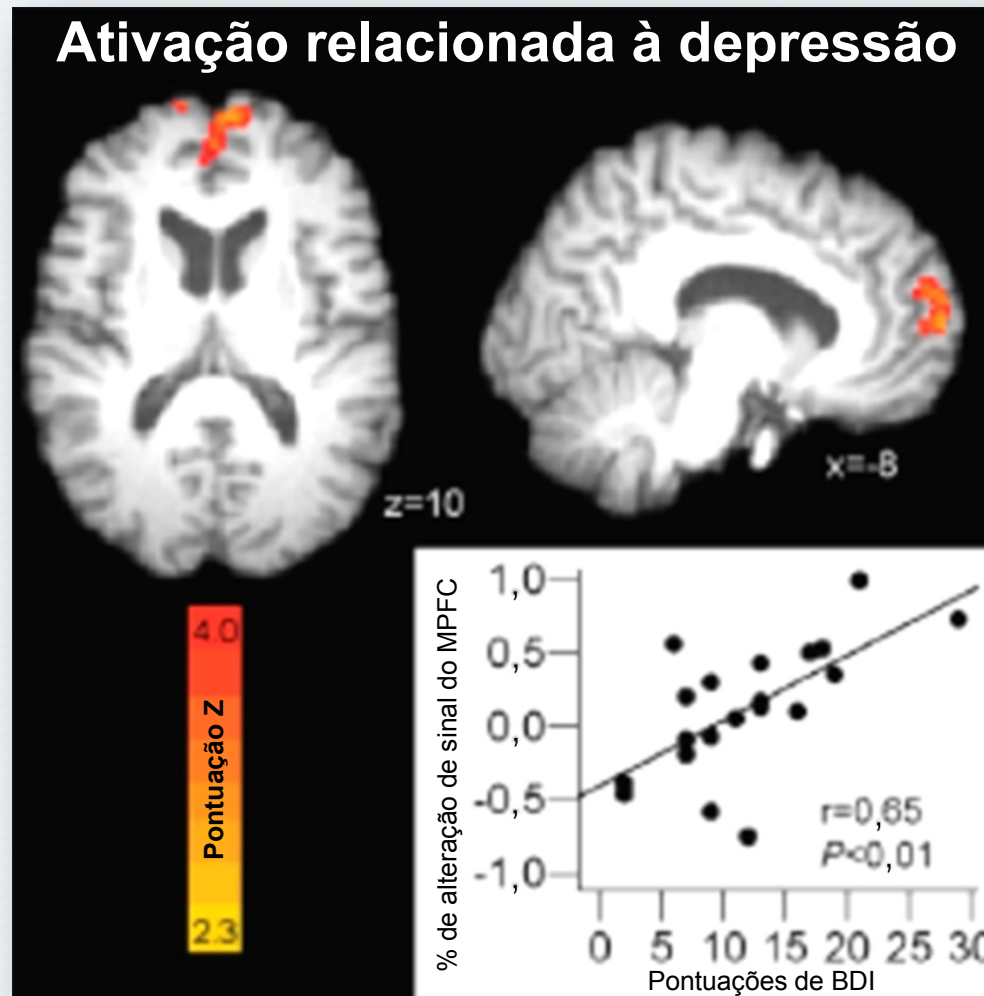 Ativação relacionada à depressão
z=10
x=-8
4.0
Pontuação Z
2.3
% de alteração de sinal do MPFC
1,0
0,5
0,0
-0,5
-1,0
r=0,65
P<0,01
0 5 10 15 20 25 30
Pontuações de BDI